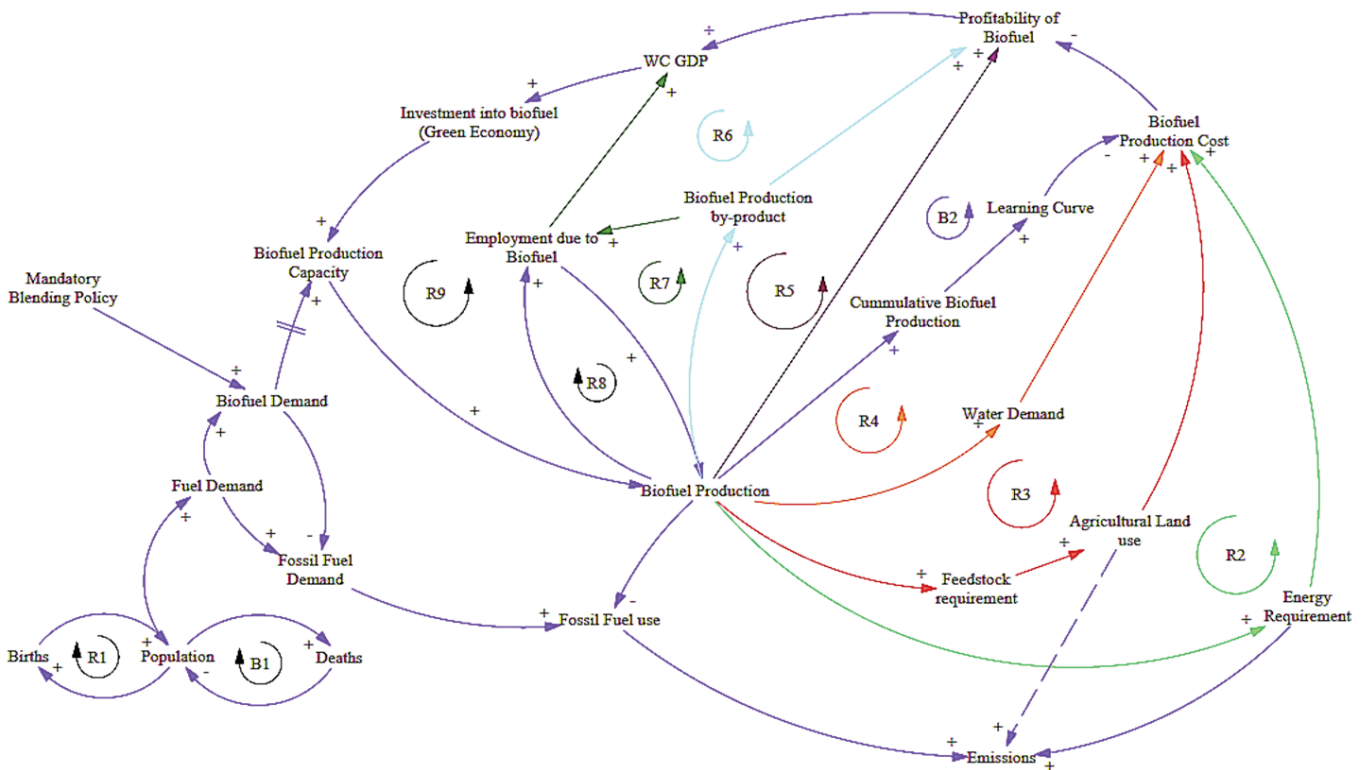 Profitability of
Biofuel
-
+
+
+
WC GDP
+
+
Investment into biofuel
(Green Economy)
Biofuel
Production Cost
-
+
+
+
R6
Biofuel Production
by-product
+
B2
Learning Curve
+
+
Biofuel Production
Capacity
+
Employment due to
Biofuel
+
+
R9
R7
R5
Cummulative Biofuel
Production
+
Mandatory
Blending Policy
+
Biofuel Demand
+
+
R8
+
R4
Water Demand
+
Fuel Demand
+
Biofuel Production
R3
Agricultural Land
use
+
R2
+
-
Fossil Fuel
Demand
+
Feedstock
requirement
Energy
Requirement
+
+
-
Fossil Fuel use
Births
+
R1
+
Population
-
B1
+
Deaths
+
+
Emissions
+